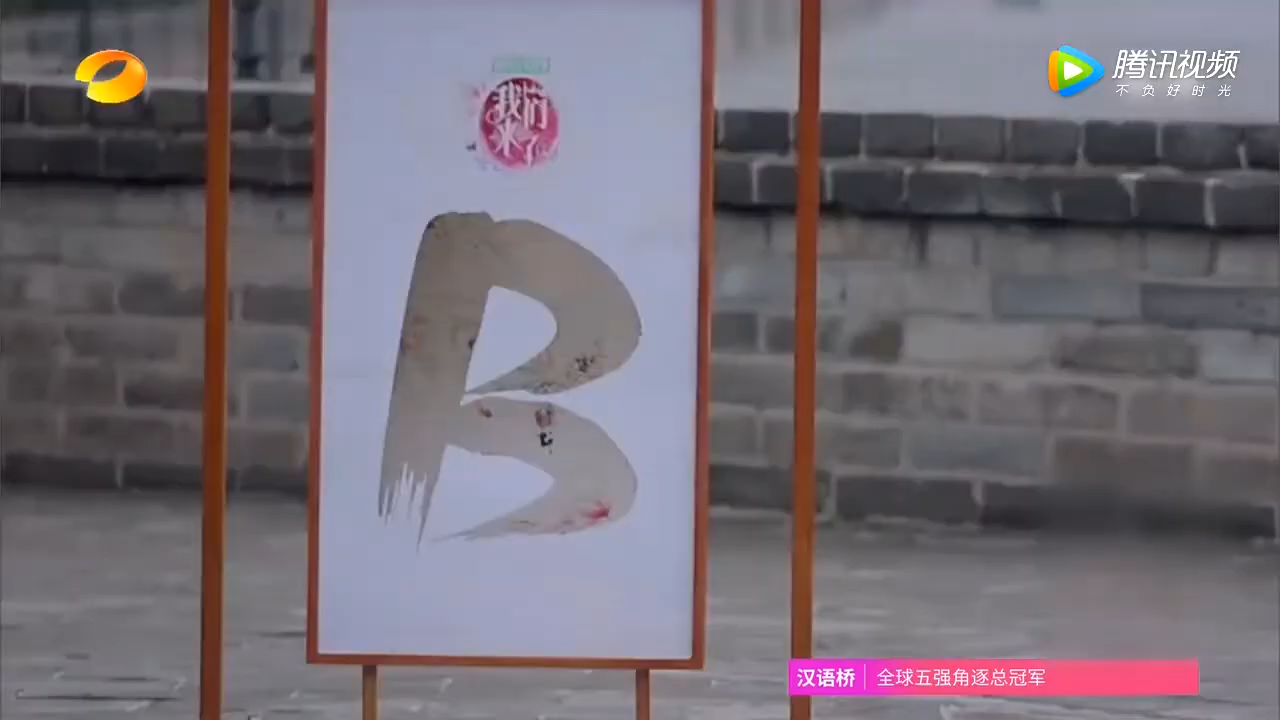 腾讯视频
不负好时光
我们来了
B
汉语桥 全球五强角逐总冠军